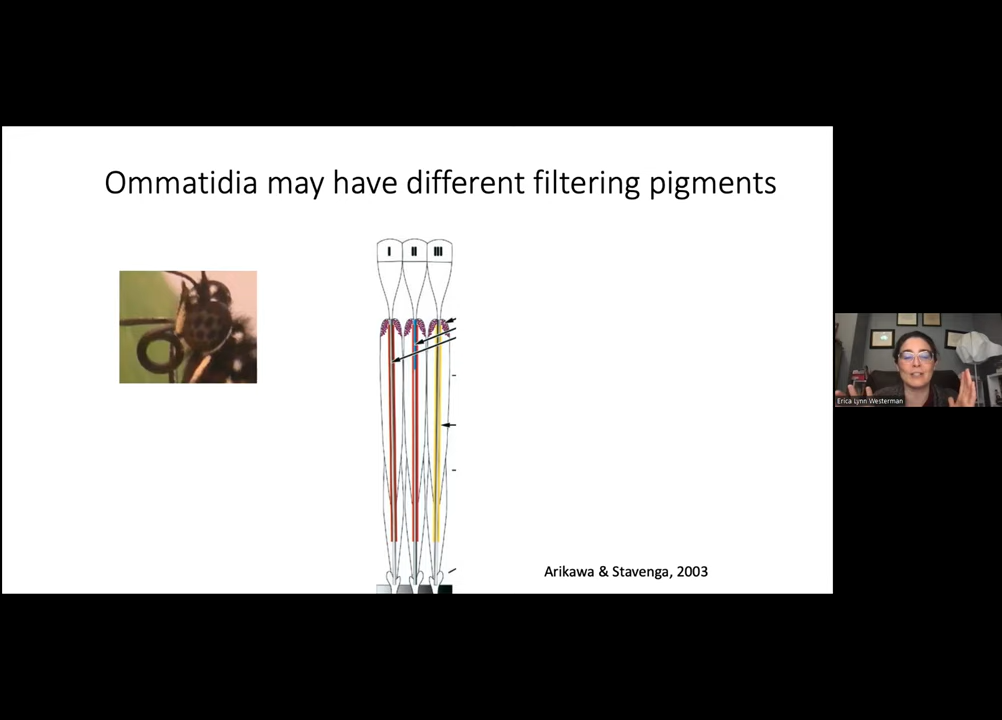 Ommatidia may have different filtering pigments
I II III
Arikawa & Stavenga, 2003
Erica Lynn Westerman